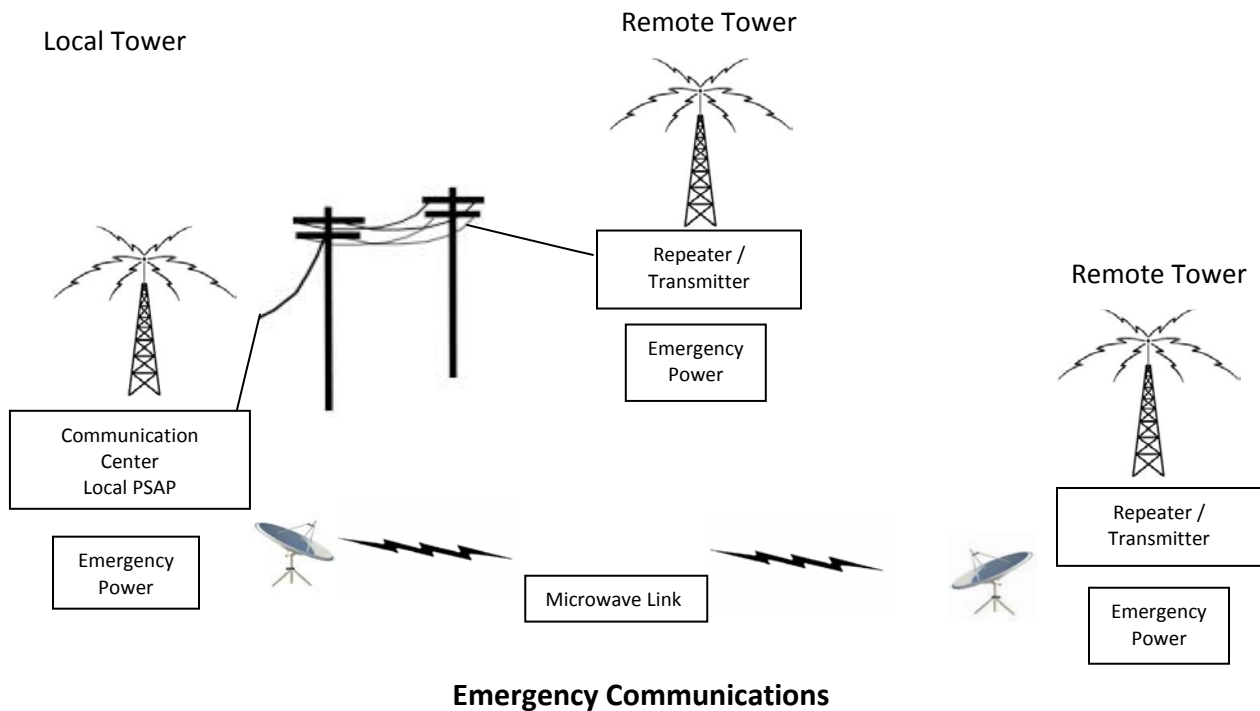 Local Tower
Remote Tower
Repeater /
Transmitter
Remote Tower
Emergency
Power
Communication
Center
Local PSAP
Repeater /
Transmitter
Emergency
Power
Microwave Link
Emergency
Power
Emergency Communications